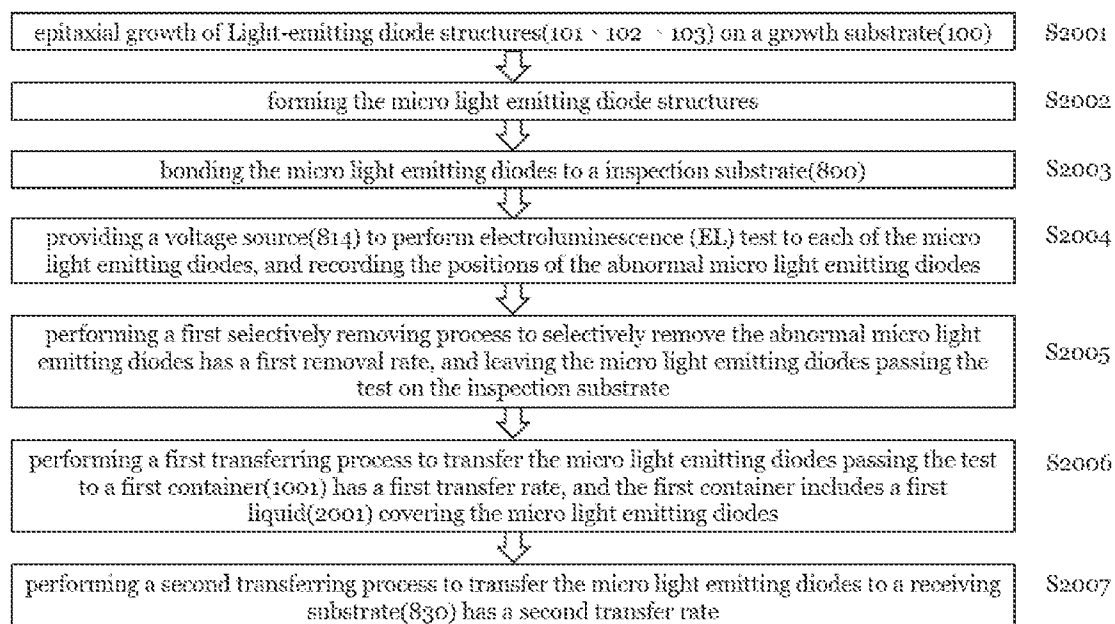 epitaxial growth of Light-emitting diode structures(101、102 、103) on a growth substrate(100) S2001
forming the micro light emitting diode structures S2002
bonding the micro light emitting diodes to a inspection substrate(800) S2003
providing a voltage source(814) to perform electroluminescence (EL) test to each of the micro S2004
light emitting diodes, and recording the positions of the abnormal micro light emitting diodes
performing a first selectively removing process to selectively remove the abnormal micro light
emitting diodes has a first removal rate, and leaving the micro light emitting diodes passing the S2005
test on the inspection substrate
performing a first transferring process to transfer the micro light emitting diodes passing the test S2006
to a first container(1001) has a first transfer rate, and the first container includes a first
liquid(2001) covering the micro light emitting diodes
performing a second transferring process to transfer the micro light emitting diodes to a receiving S2007
substrate(830) has a second transfer rate